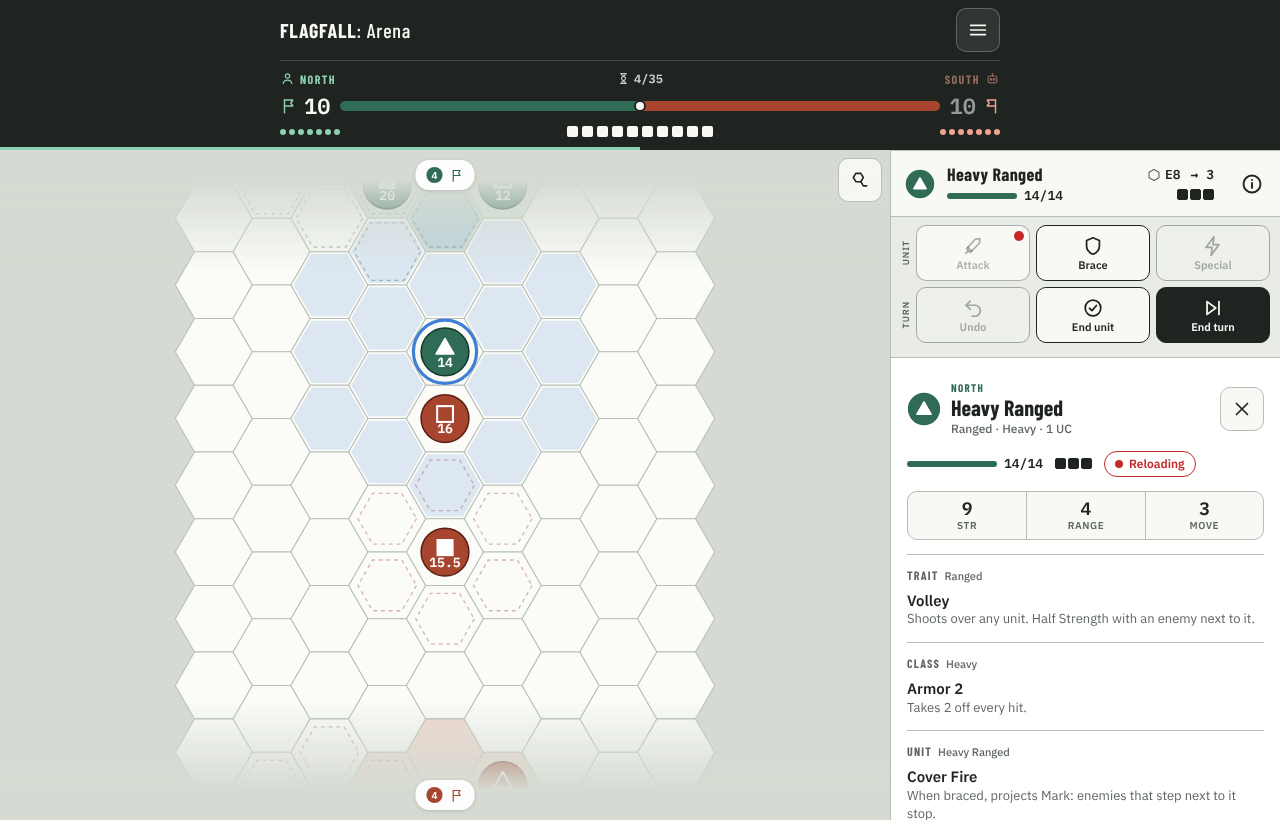 FLAGFALL: Arena
NORTH
4/35
SOUTH
10
10
4
20
12
14
16
15.5
4
Heavy Ranged
14/14
E8 → 3
UNIT
Attack
Brace
Special
TURN
Undo
End unit
End turn
NORTH
Heavy Ranged
Ranged · Heavy · 1 UC
14/14
Reloading
9
4
3
STR
RANGE
MOVE
TRAIT Ranged
Volley
Shoots over any unit. Half Strength with an enemy next to it.
CLASS Heavy
Armor 2
Takes 2 off every hit.
UNIT Heavy Ranged
Cover Fire
When braced, projects Mark: enemies that step next to it
stop.